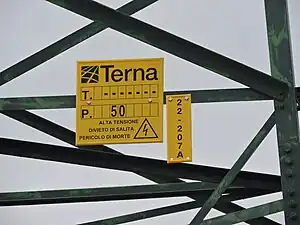 Terna
T. - - - - - -
P. 50
ALTA TENSIONE
DIVIETO DI SALITA
PERICOLO DI MORTE
22-207A